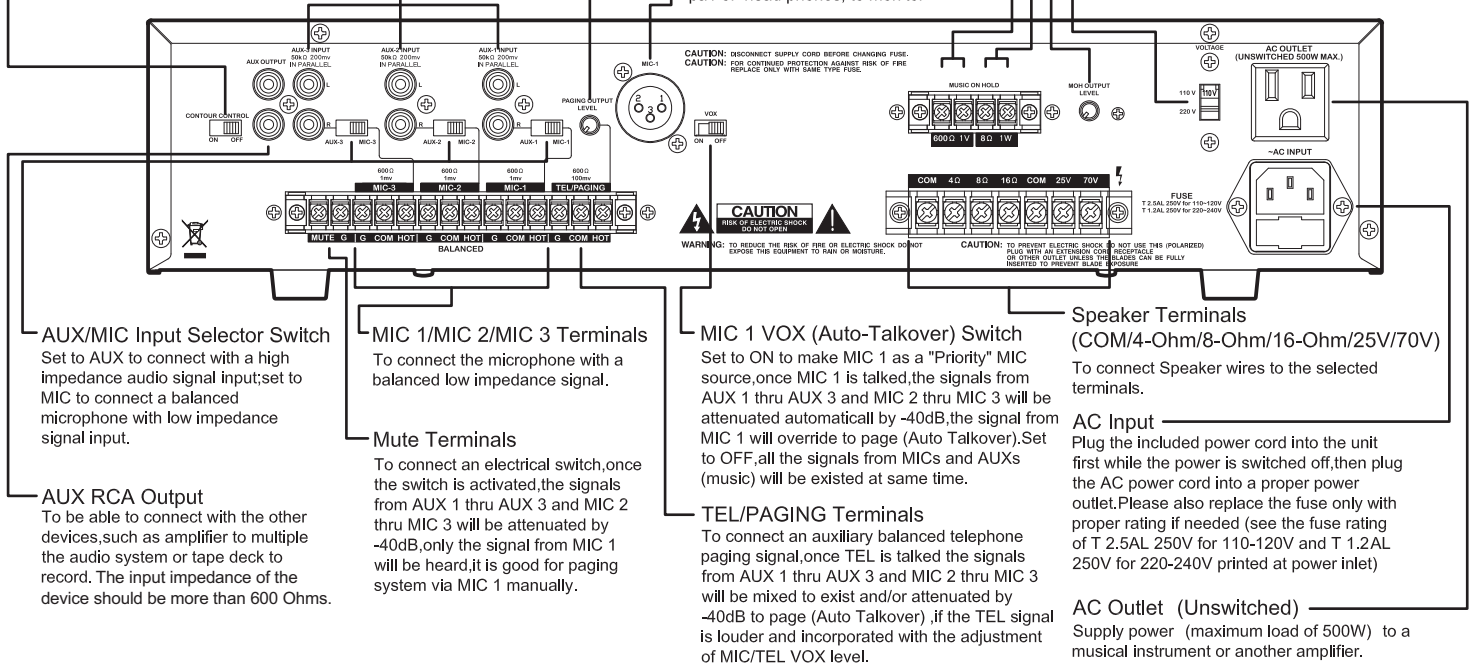 AUX OUTPUT
AUX-3 INPUT
50kΩ 200mv
IN PARALLEL
AUX-2 INPUT
50kΩ 200mv
IN PARALLEL
AUX-1 INPUT
50kΩ 200mv
IN PARALLEL
L
L
L
R
R
R
CONTOUR CONTROL
ON OFF
AUX-3 MIC-3
AUX-2 MIC-2
AUX-1 MIC-1
PAGING OUTPUT
LEVEL
MIC-1
2 1
3
VOX
ON OFF
CAUTION: DISCONNECT SUPPLY CORD BEFORE CHANGING FUSE.
CAUTION: FOR CONTINUED PROTECTION AGAINST RISK OF FIRE
REPLACE ONLY WITH SAME TYPE FUSE.
MUSIC ON HOLD
600Ω 1V 8Ω 1W
MOH OUTPUT
LEVEL
VOLTAGE
110 V
110V
220 V
AC OUTLET
(UNSWITCHED 500W MAX.)
~AC INPUT
600Ω
1mv
MIC-3
600Ω
1mv
MIC-2
600Ω
1mv
MIC-1
600Ω
100mv
TEL/PAGING
MUTE G G COM HOT G COM HOT G COM HOT G COM HOT
BALANCED
CAUTION
RISK OF ELECTRIC SHOCK
DO NOT OPEN
WARNING: TO REDUCE THE RISK OF FIRE OR ELECTRIC SHOCK DO NOT
EXPOSE THIS EQUIPMENT TO RAIN OR MOISTURE.
COM 4Ω 8Ω 16Ω COM 25V 70V
FUSE
T 2.5AL 250V for 110~120V
T 1.2AL 250V for 220~240V
CAUTION: TO PREVENT ELECTRIC SHOCK DO NOT USE THIS (POLARIZED)
PLUG WITH AN EXTENSION CORD RECEPTACLE
OR OTHER OUTLET UNLESS THE BLADES CAN BE FULLY
INSERTED TO PREVENT BLADE EXPOSURE
AUX/MIC Input Selector Switch
Set to AUX to connect with a high
impedance audio signal input;set to
MIC to connect a balanced
microphone with low impedance
signal input.
AUX RCA Output
To be able to connect with the other
devices,such as amplifier to multiple
the audio system or tape deck to
record. The input impedance of the
device should be more than 600 Ohms.
MIC 1/MIC 2/MIC 3 Terminals
To connect the microphone with a
balanced low impedance signal.
Mute Terminals
To connect an electrical switch,once
the switch is activated,the signals
from AUX 1 thru AUX 3 and MIC 2
thru MIC 3 will be attenuated by
-40dB,only the signal from MIC 1
will be heard,it is good for paging
system via MIC 1 manually.
MIC 1 VOX (Auto-Talkover) Switch
Set to ON to make MIC 1 as a "Priority" MIC
source,once MIC 1 is talked,the signals from
AUX 1 thru AUX 3 and MIC 2 thru MIC 3 will be
attenuated automaticall by -40dB,the signal from
MIC 1 will override to page (Auto Talkover).Set
to OFF,all the signals from MICs and AUXs
(music) will be existed at same time.
TEL/PAGING Terminals
To connect an auxiliary balanced telephone
paging signal,once TEL is talked the signals
from AUX 1 thru AUX 3 and MIC 2 thru MIC 3
will be mixed to exist and/or attenuated by
-40dB to page (Auto Talkover) ,if the TEL signal
is louder and incorporated with the adjustment
of MIC/TEL VOX level.
Speaker Terminals
(COM/4-Ohm/8-Ohm/16-Ohm/25V/70V)
To connect Speaker wires to the selected
terminals.
AC Input
Plug the included power cord into the unit
first while the power is switched off,then plug
the AC power cord into a proper power
outlet.Please also replace the fuse only with
proper rating if needed (see the fuse rating
of T 2.5AL 250V for 110-120V and T 1.2AL
250V for 220-240V printed at power inlet)
AC Outlet (Unswitched)
Supply power (maximum load of 500W) to a
musical instrument or another amplifier.